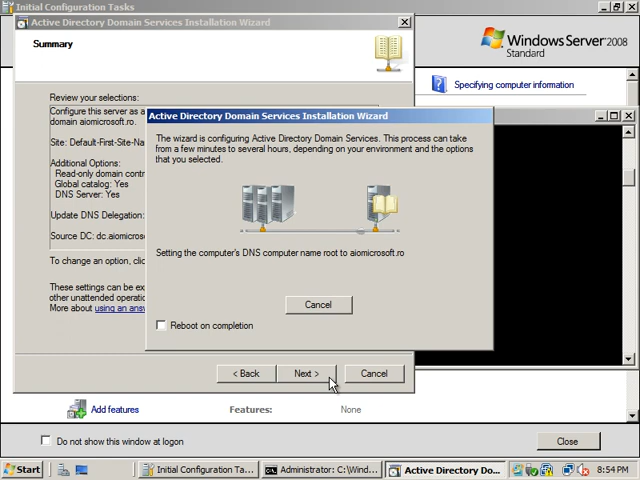 Initial Configuration Tasks
Active Directory Domain Services Installation Wizard
Summary
Windows Server 2008
Standard
Specifying computer information
Review your selections:
Configure this server as a
domain aiomicrosoft.ro.
Site: Default-First-Site-Na
Additional Options:
Read-only domain contr
Global catalog: Yes
DNS Server: Yes
Update DNS Delegation:
Source DC: dc.aiomicrosoft.ro
To change an option, clic
These settings can be ex
other unattended operatio
More about using an answ
Active Directory Domain Services Installation Wizard
The wizard is configuring Active Directory Domain Services. This process can take
from a few minutes to several hours, depending on your environment and the options
that you selected.
Setting the computer's DNS computer name root to aiomicrosoft.ro
Cancel
Reboot on completion
< Back
Next >
Cancel
Add features
Features:
None
Do not show this window at logon
Close
Start
Initial Configuration Ta...
Administrator: C:\Wind...
Active Directory Do...
8:54 PM